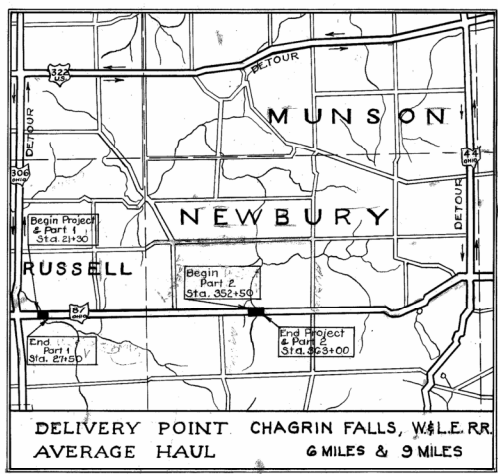 322
U.S.
DETOUR
MUNSON
DETOUR
44
OHIO
306
OHIO
DETOUR
NEWBURY
Begin Project
& Part 1
Sta. 21+30
RUSSELL
Begin
Part 2
Sta. 352+50
87
OHIO
End
Part 1
Sta. 27+50
End Project
& Part 2
Sta. 363+00
DELIVERY POINT CHAGRIN FALLS, W.&L.E. RR.
AVERAGE HAUL 6 MILES & 9 MILES